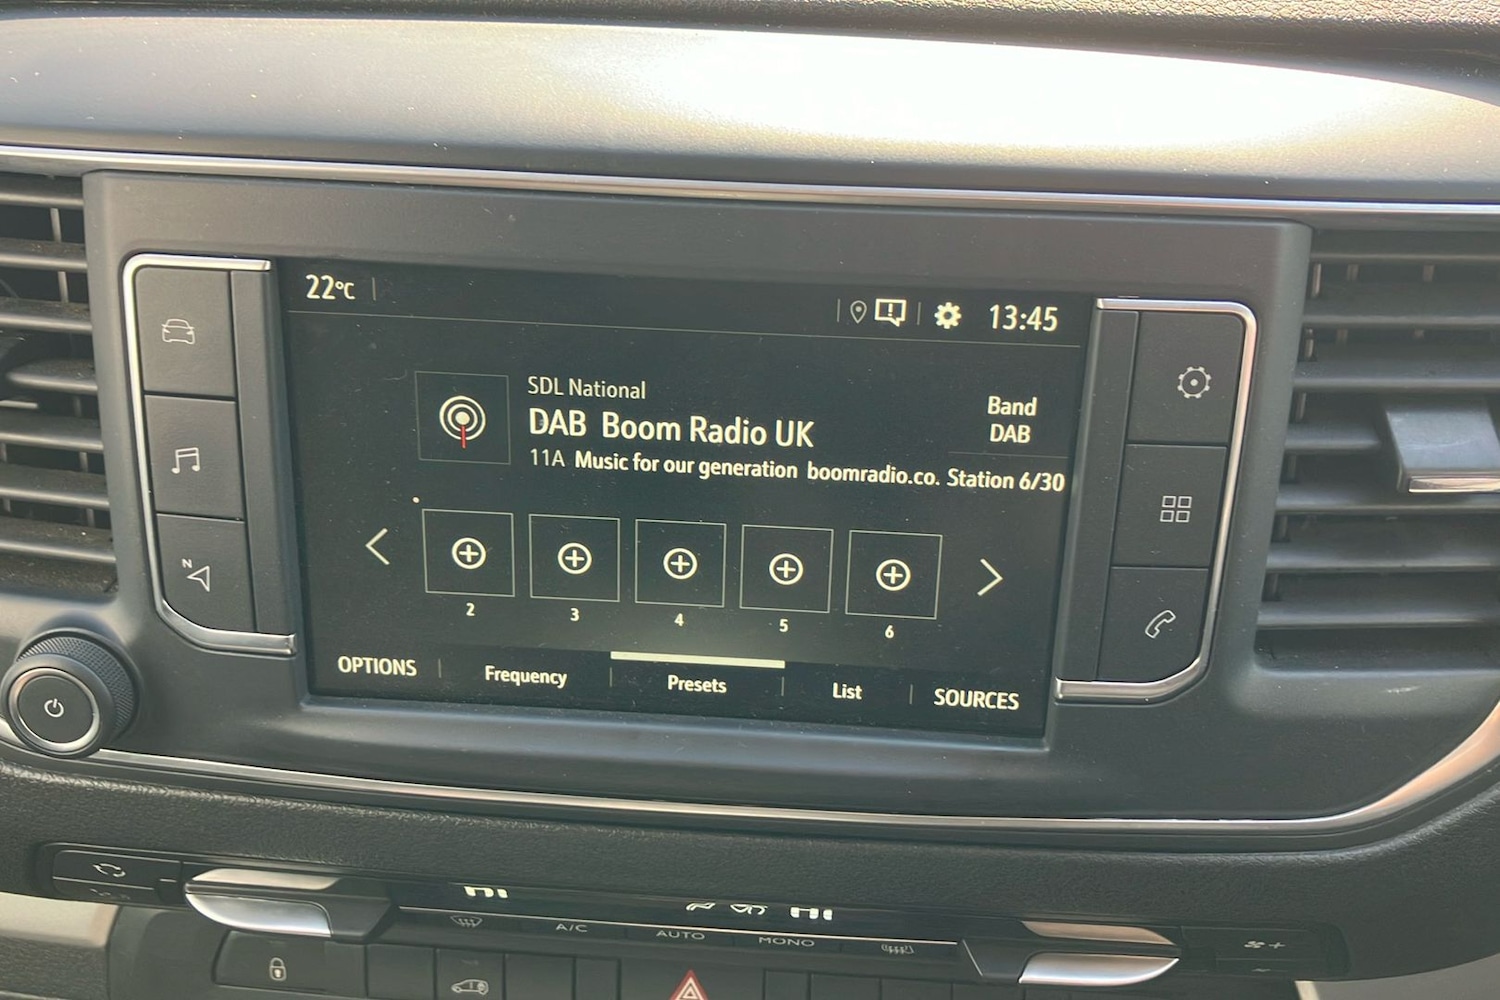 22°C
13:45
SDL National
DAB Boom Radio UK
Band
DAB
11A Music for our generation boomradio.co. Station 6/30
2 3 4 5 6
OPTIONS Frequency Presets List SOURCES
N
A/C AUTO MONO